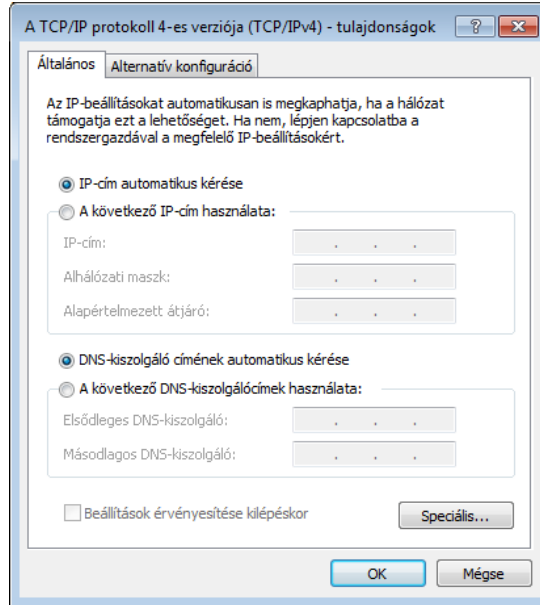 A TCP/IP protokoll 4-es verziója (TCP/IPv4) - tulajdonságok
Általános
Alternatív konfiguráció
Az IP-beállításokat automatikusan is megkaphatja, ha a hálózat
támogatja ezt a lehetőséget. Ha nem, lépjen kapcsolatba a
rendszergazdával a megfelelő IP-beállításokért.
IP-cím automatikus kérése
A következő IP-cím használata:
IP-cím:
Alhálózati maszk:
Alapértelmezett átjáró:
DNS-kiszolgáló címének automatikus kérése
A következő DNS-kiszolgálócímek használata:
Elsődleges DNS-kiszolgáló:
Másodlagos DNS-kiszolgáló:
Beállítások érvényesítése kilépéskor
Speciális...
OK
Mégse